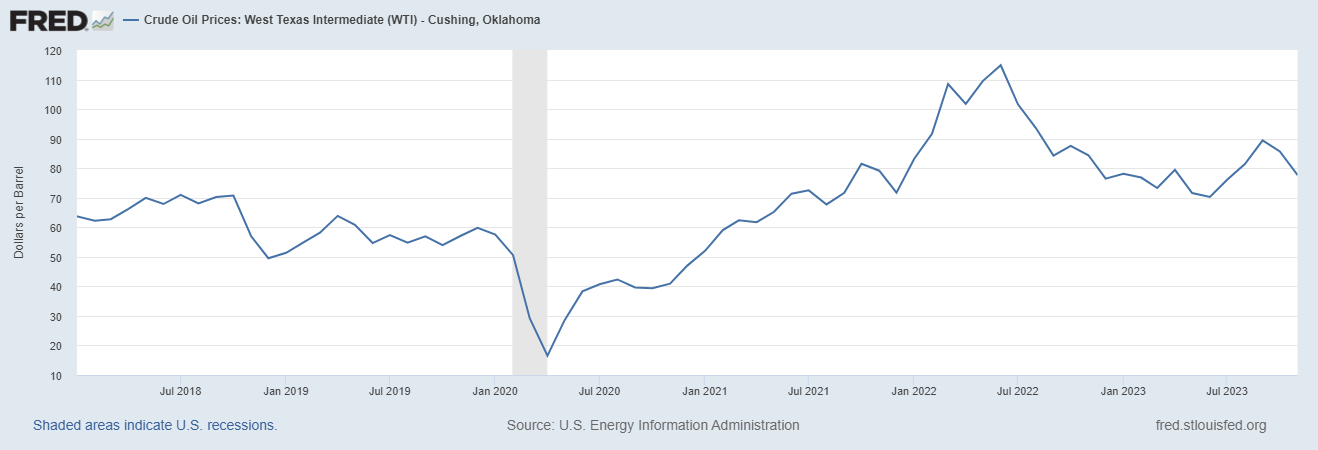 FRED
Crude Oil Prices: West Texas Intermediate (WTI) - Cushing, Oklahoma
Dollars per Barrel
120
110
100
90
80
70
60
50
40
30
20
10
Jul 2018 Jan 2019 Jul 2019 Jan 2020 Jul 2020 Jan 2021 Jul 2021 Jan 2022 Jul 2022 Jan 2023 Jul 2023
Shaded areas indicate U.S. recessions. Source: U.S. Energy Information Administration fred.stlouisfed.org